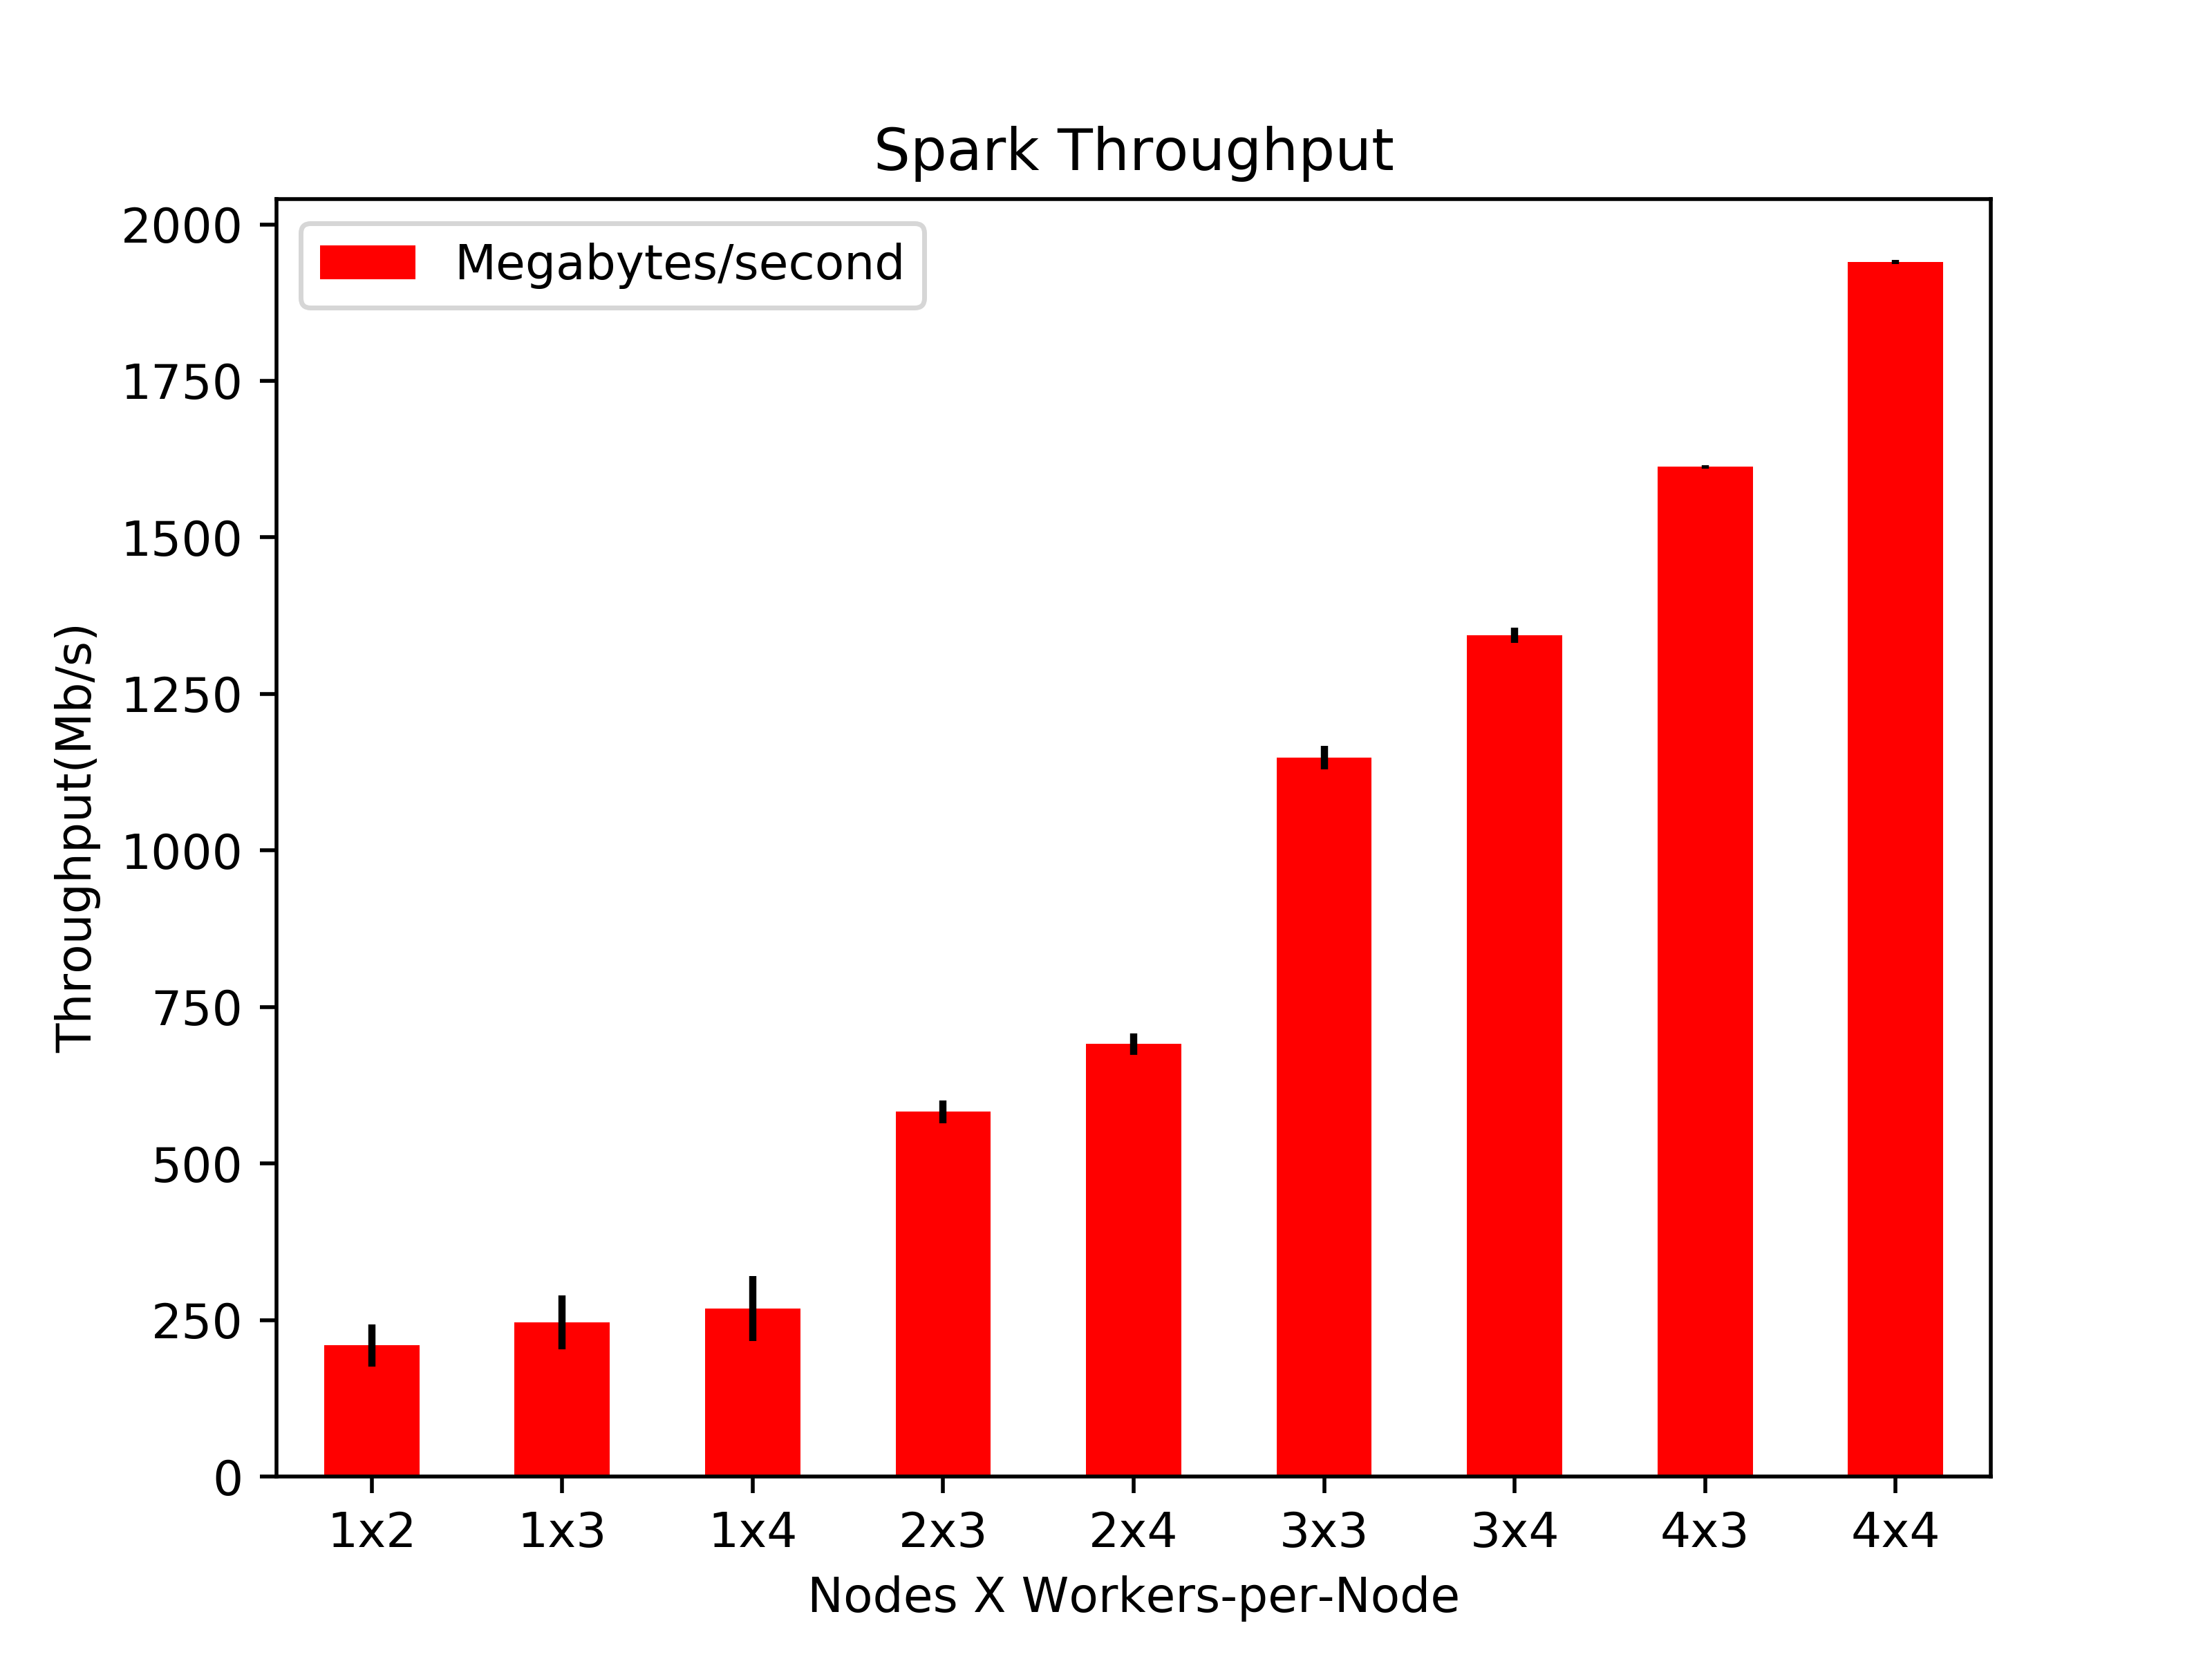 Spark Throughput
Megabytes/second
Throughput(Mb/s)
2000
1750
1500
1250
1000
750
500
250
0
1x2 1x3 1x4 2x3 2x4 3x3 3x4 4x3 4x4
Nodes X Workers-per-Node